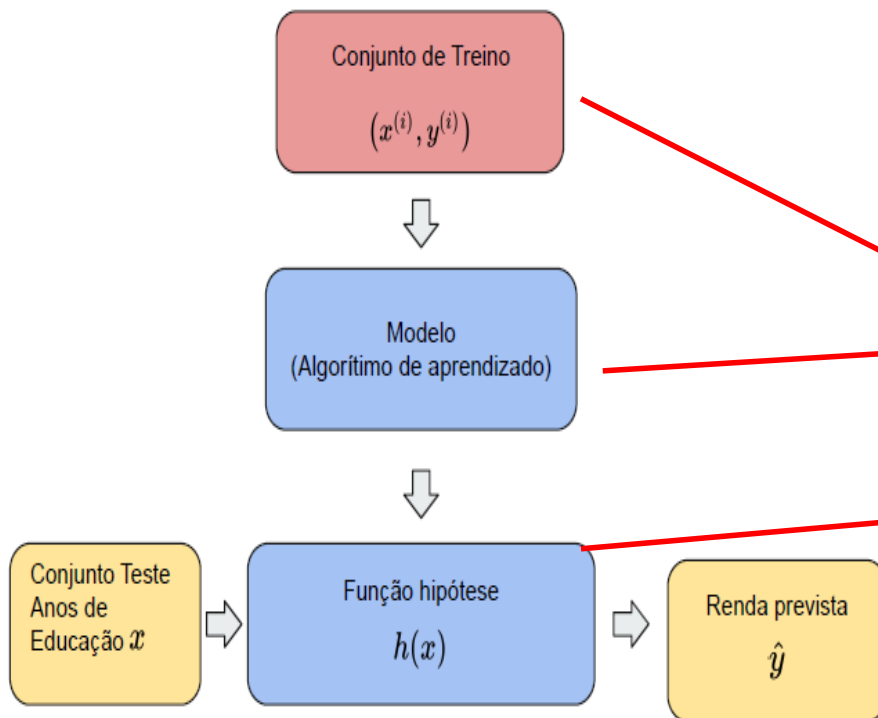 Conjunto de Treino
(x^(i), y^(i))
Modelo
(Algorítimo de aprendizado)
Conjunto Teste
Anos de
Educação x
Função hipótese
h(x)
Renda prevista
ŷ